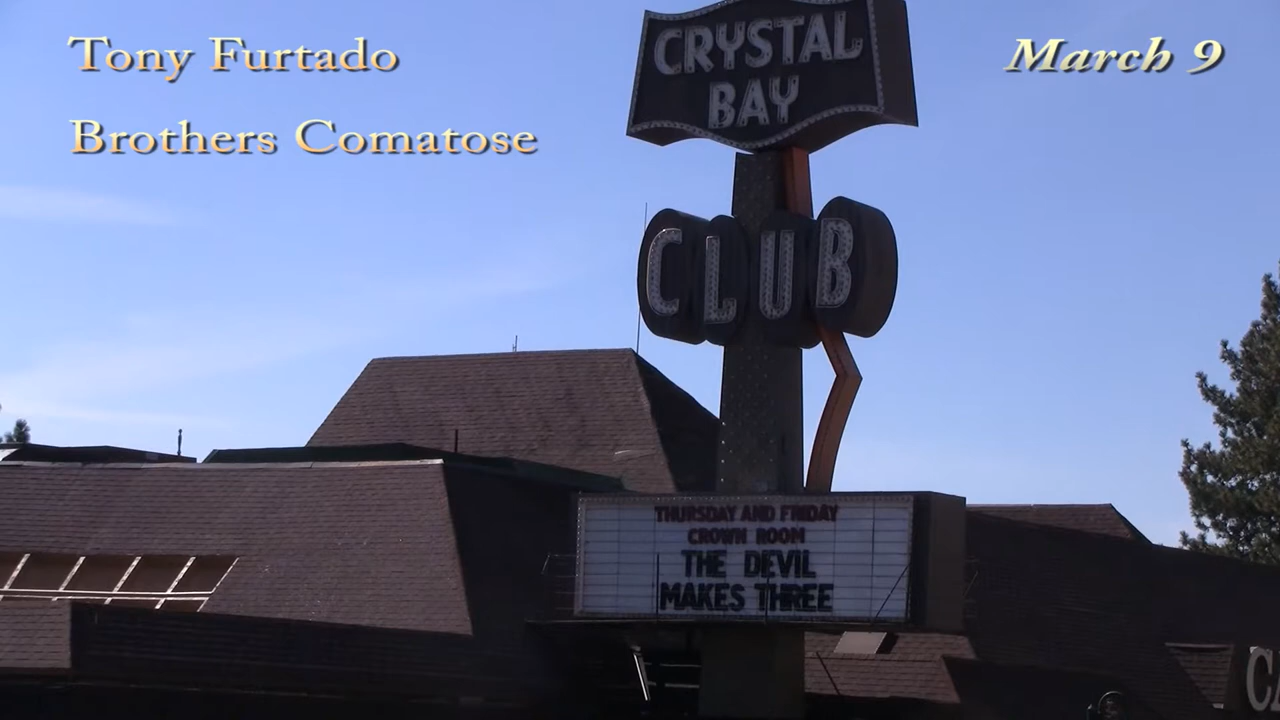 Tony Furtado
March 9
Brothers Comatose
CRYSTAL
BAY
CLUB
THURSDAY AND FRIDAY
CROWN ROOM
THE DEVIL
MAKES THREE